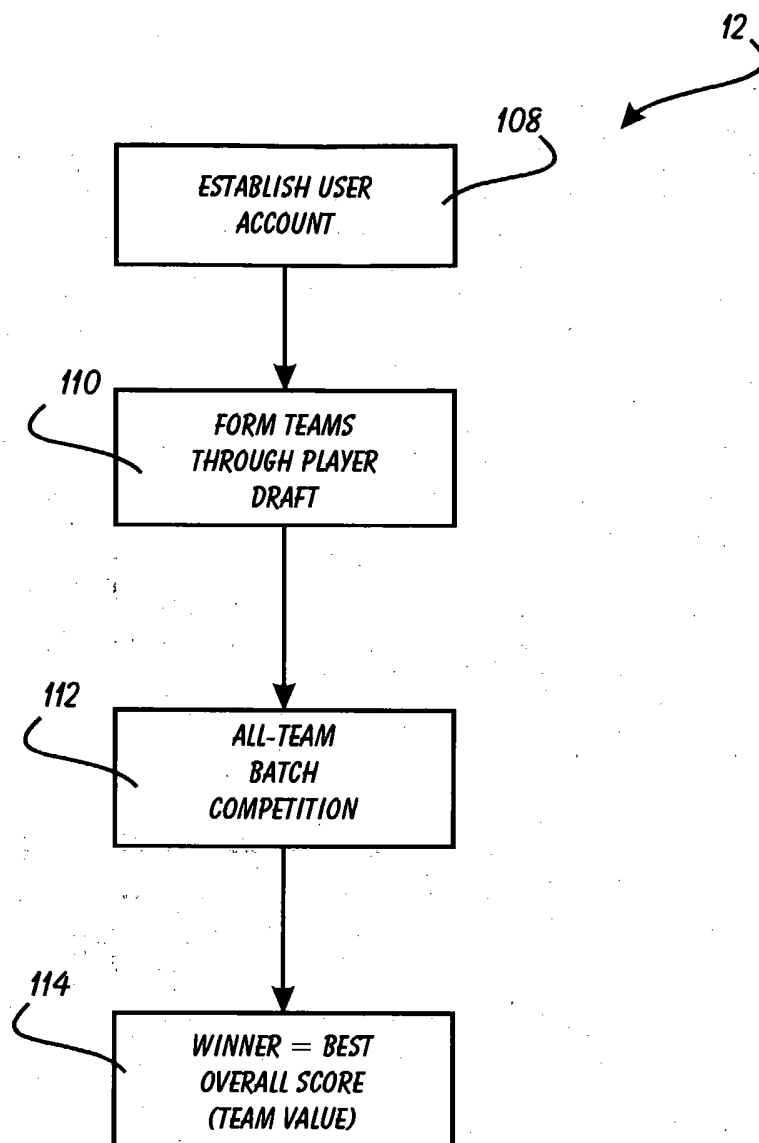 12
108
ESTABLISH USER
ACCOUNT
110
FORM TEAMS
THROUGH PLAYER
DRAFT
112
ALL-TEAM
BATCH
COMPETITION
114
WINNER = BEST
OVERALL SCORE
(TEAM VALUE)